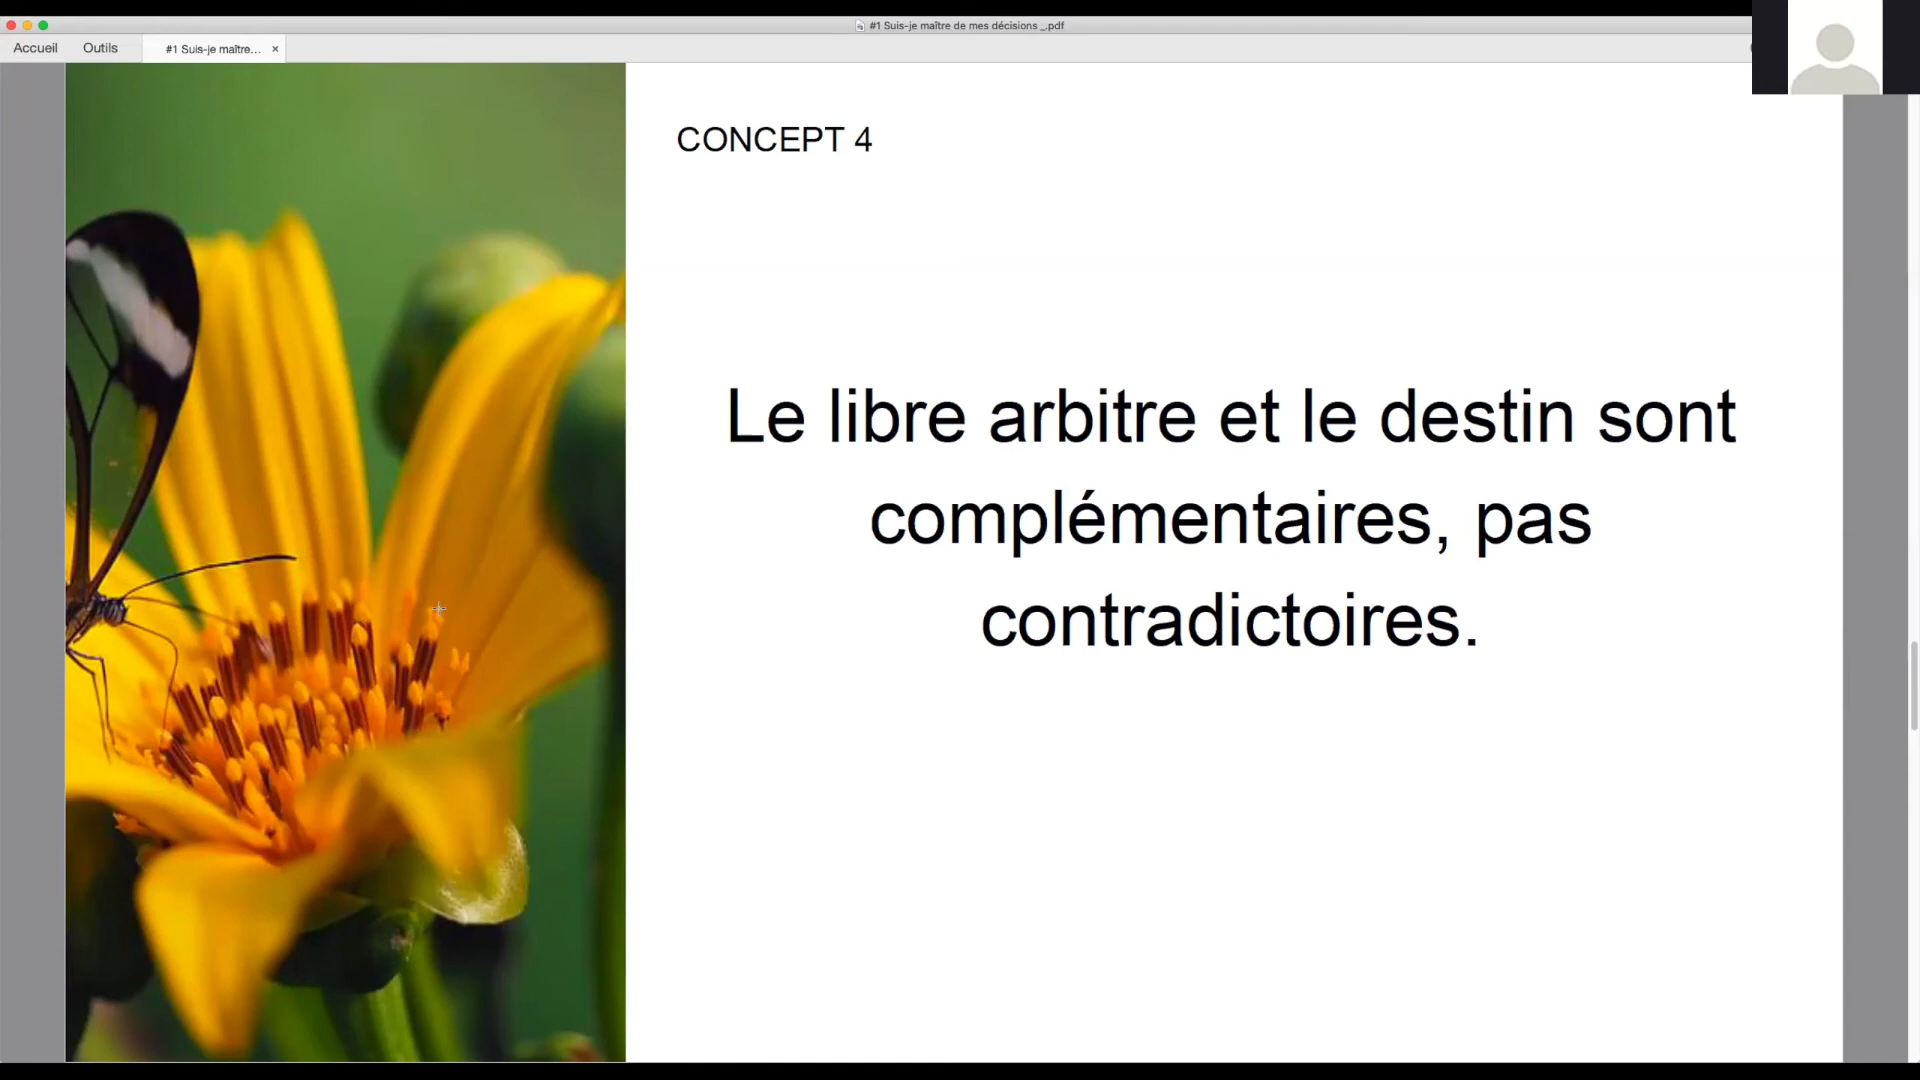 #1 Suis-je maître de mes décisions _.pdf
Accueil Outils #1 Suis-je maître... ×
CONCEPT 4
Le libre arbitre et le destin sont
complémentaires, pas
contradictoires.